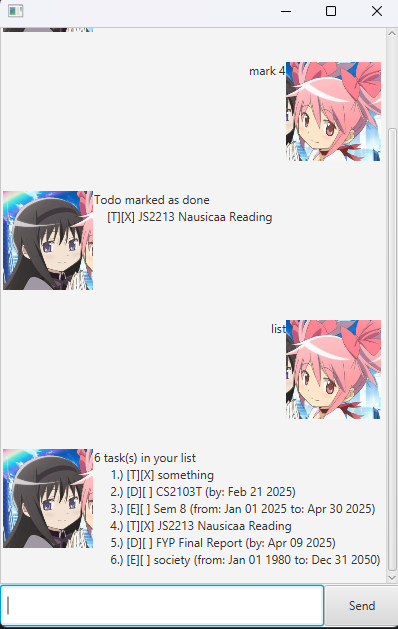 mark 4
Todo marked as done
[T][X] JS2213 Nausicaa Reading
list
6 task(s) in your list
1.) [T][X] something
2.) [D][ ] CS2103T (by: Feb 21 2025)
3.) [E][ ] Sem 8 (from: Jan 01 2025 to: Apr 30 2025)
4.) [T][X] JS2213 Nausicaa Reading
5.) [D][ ] FYP Final Report (by: Apr 09 2025)
6.) [E][ ] society (from: Jan 01 1980 to: Dec 31 2050)
Send